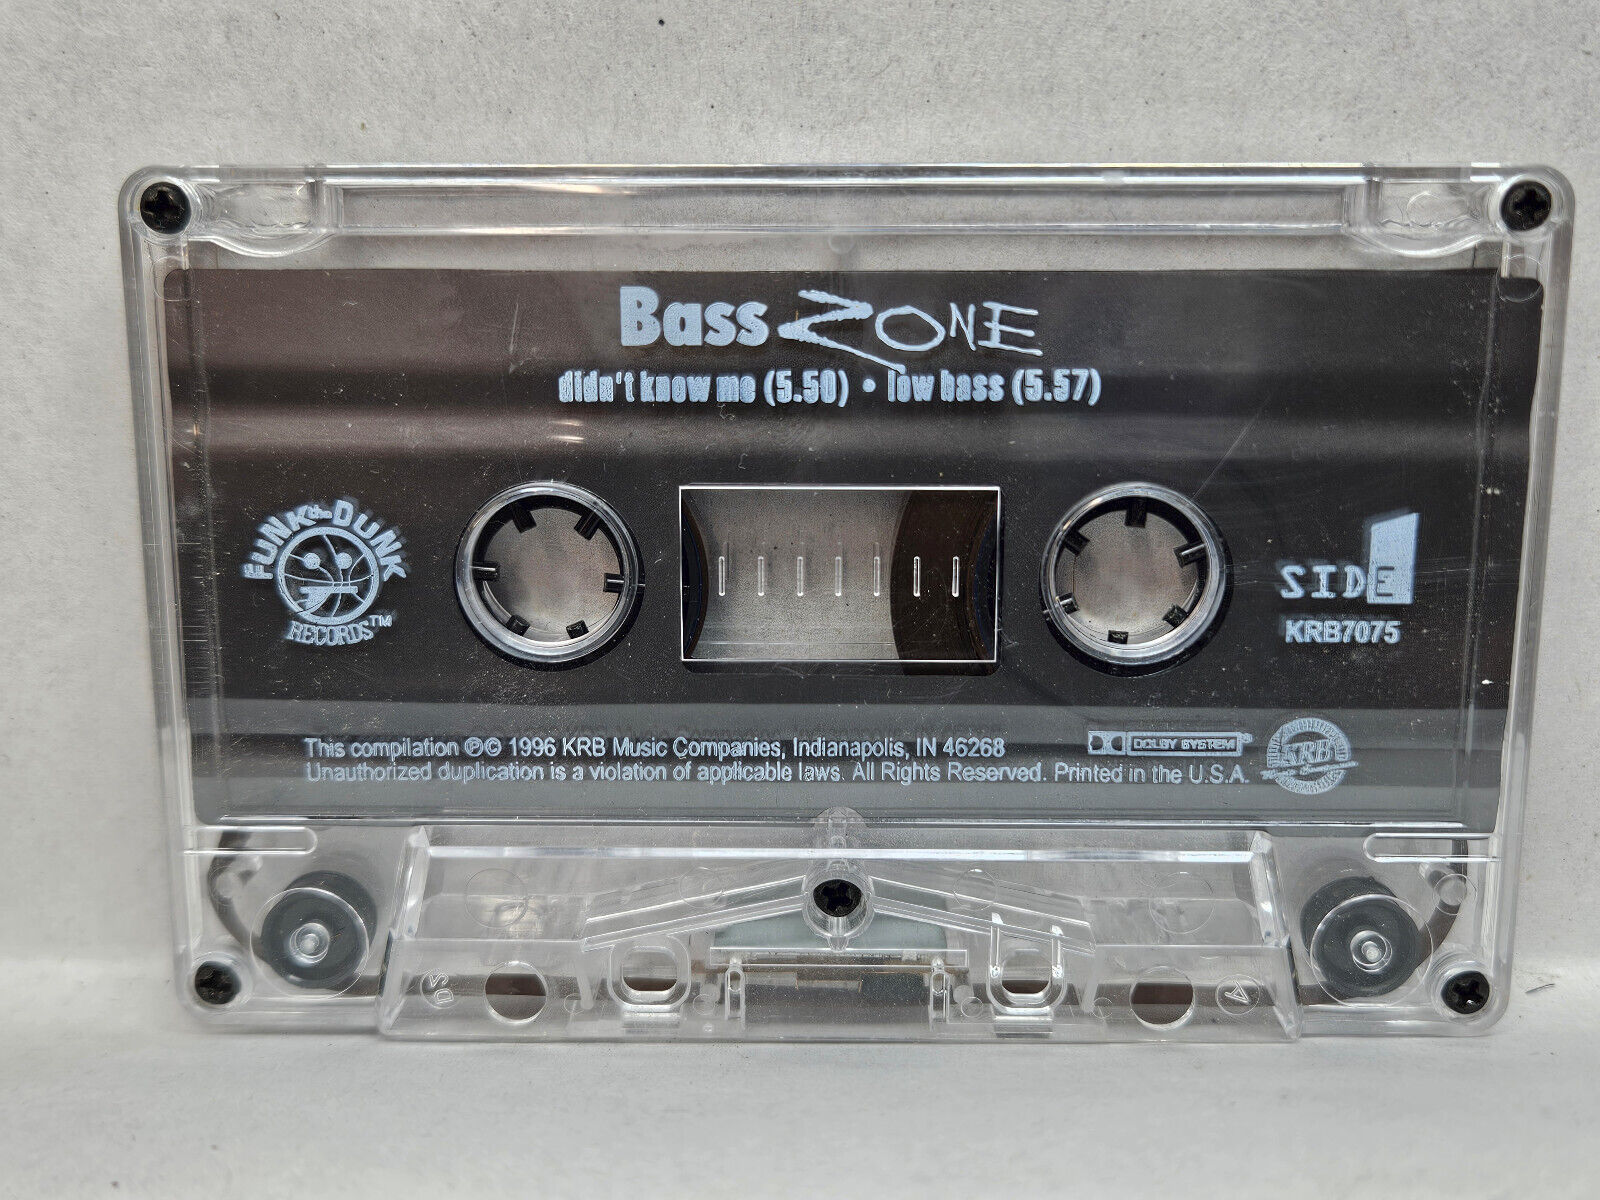 Bass ZONE
didn't know me (5.50) • low bass (5.57)
FUNK the DUNK
RECORDS™
SIDE 1
KRB7075
This compilation ℗© 1996 KRB Music Companies, Indianapolis, IN 46268
DOLBY SYSTEM®
KRB
Unauthorized duplication is a violation of applicable laws. All Rights Reserved. Printed in the U.S.A.